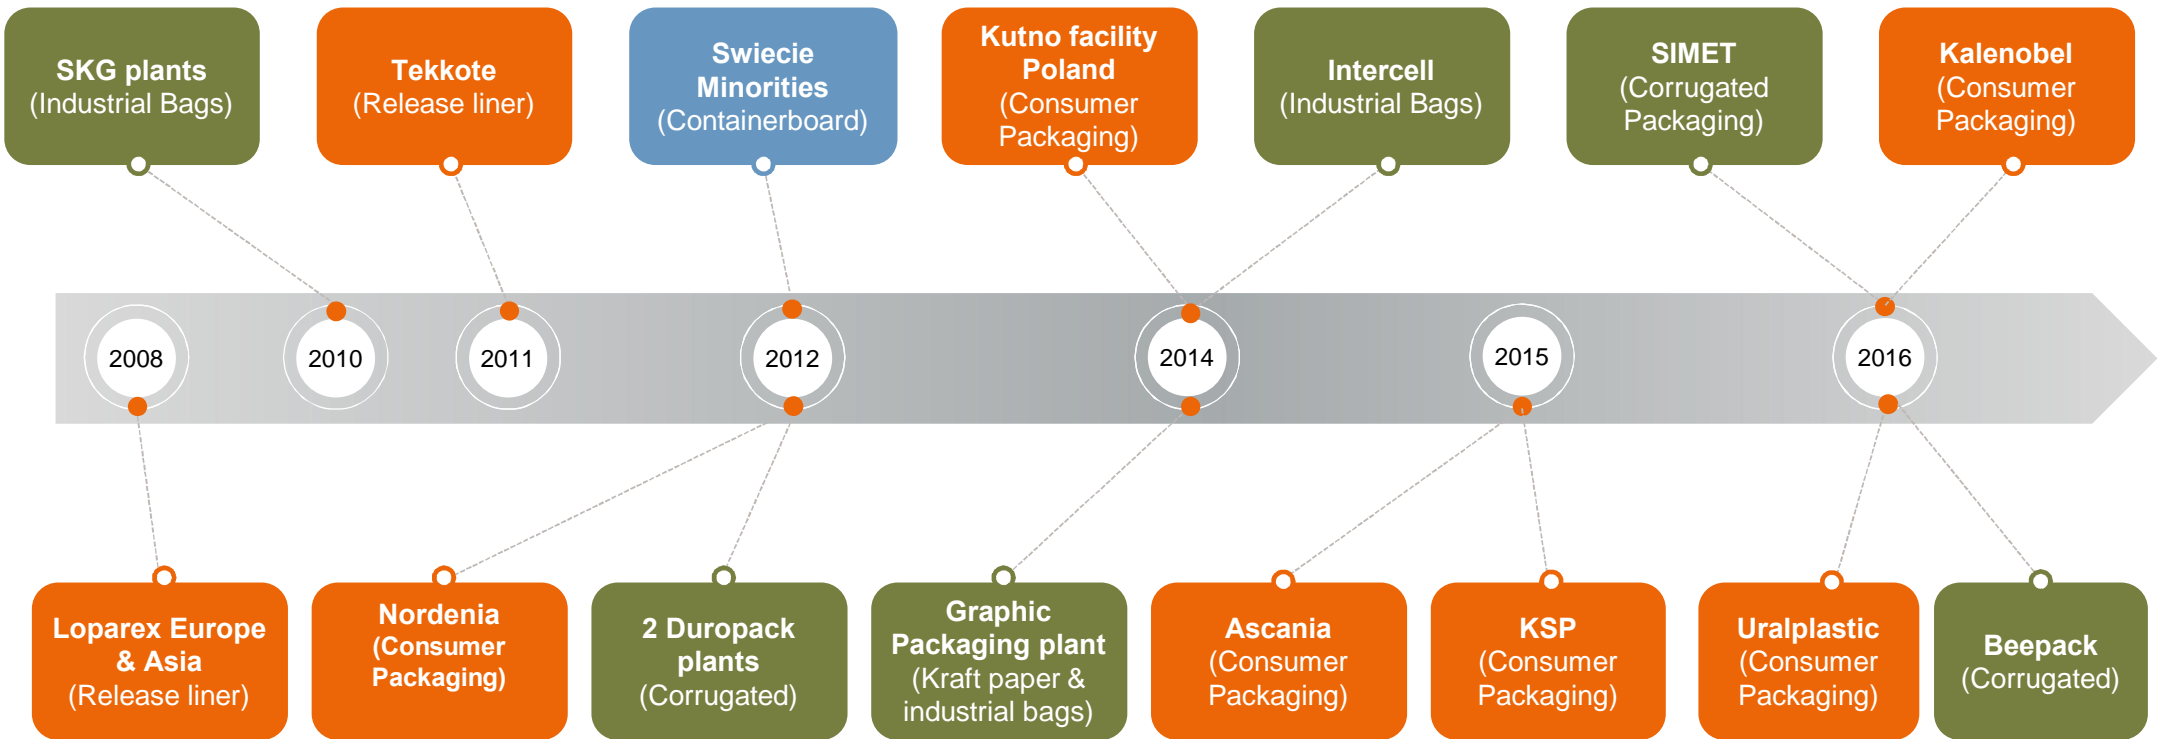 SKG plants
(Industrial Bags)
Tekkote
(Release liner)
Swiecie
Minorities
(Containerboard)
Kutno facility
Poland
(Consumer
Packaging)
Intercell
(Industrial Bags)
SIMET
(Corrugated
Packaging)
Kalenobel
(Consumer
Packaging)
2008
2010
2011
2012
2014
2015
2016
Loparex Europe
& Asia
(Release liner)
Nordenia
(Consumer
Packaging)
2 Duropack
plants
(Corrugated)
Graphic
Packaging plant
(Kraft paper &
industrial bags)
Ascania
(Consumer
Packaging)
KSP
(Consumer
Packaging)
Uralplastic
(Consumer
Packaging)
Beepack
(Corrugated)